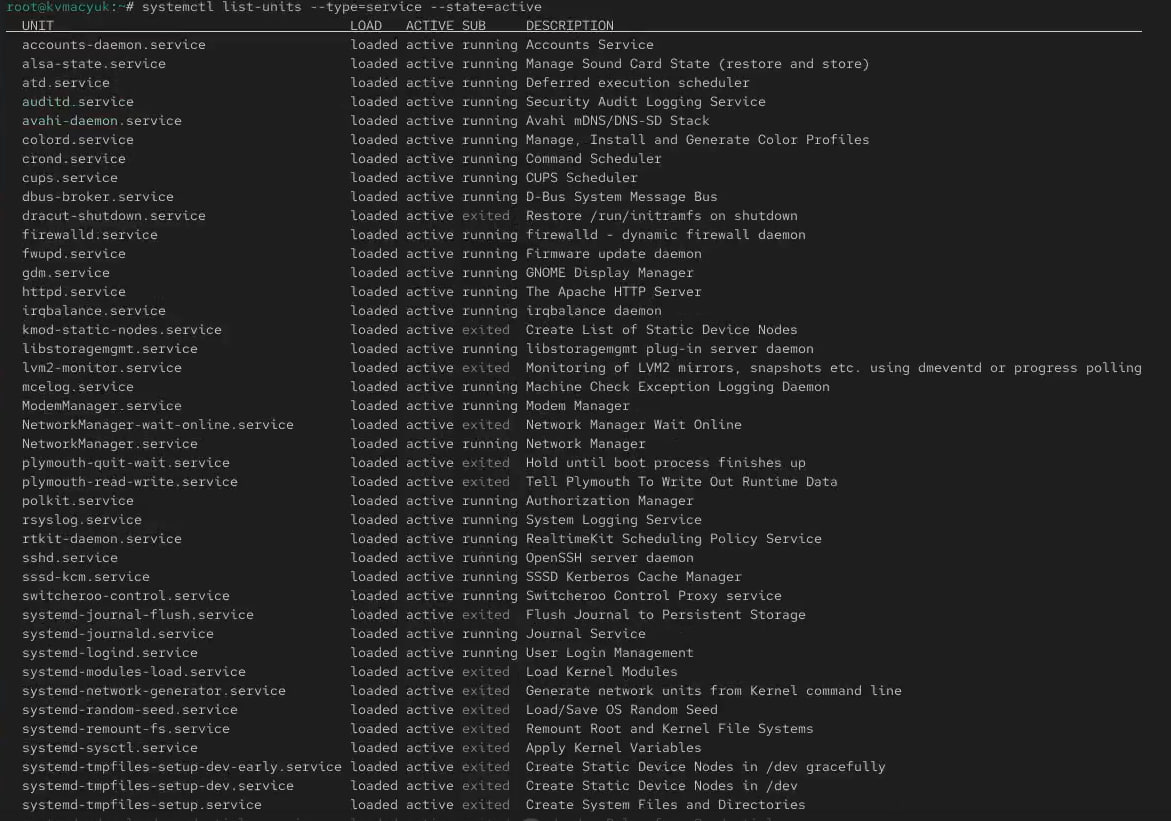 root@kvmacyuk:~# systemctl list-units --type=service --state=active
UNIT LOAD ACTIVE SUB DESCRIPTION
accounts-daemon.service loaded active running Accounts Service
alsa-state.service loaded active running Manage Sound Card State (restore and store)
atd.service loaded active running Deferred execution scheduler
auditd.service loaded active running Security Audit Logging Service
avahi-daemon.service loaded active running Avahi mDNS/DNS-SD Stack
colord.service loaded active running Manage, Install and Generate Color Profiles
crond.service loaded active running Command Scheduler
cups.service loaded active running CUPS Scheduler
dbus-broker.service loaded active running D-Bus System Message Bus
dracut-shutdown.service loaded active exited Restore /run/initramfs on shutdown
firewalld.service loaded active running firewalld - dynamic firewall daemon
fwupd.service loaded active running Firmware update daemon
gdm.service loaded active running GNOME Display Manager
httpd.service loaded active running The Apache HTTP Server
irqbalance.service loaded active running irqbalance daemon
kmod-static-nodes.service loaded active exited Create List of Static Device Nodes
libstoragemgmt.service loaded active running libstoragemgmt plug-in server daemon
lvm2-monitor.service loaded active exited Monitoring of LVM2 mirrors, snapshots etc. using dmeventd or progress polling
mcelog.service loaded active running Machine Check Exception Logging Daemon
ModemManager.service loaded active running Modem Manager
NetworkManager-wait-online.service loaded active exited Network Manager Wait Online
NetworkManager.service loaded active running Network Manager
plymouth-quit-wait.service loaded active exited Hold until boot process finishes up
plymouth-read-write.service loaded active exited Tell Plymouth To Write Out Runtime Data
polkit.service loaded active running Authorization Manager
rsyslog.service loaded active running System Logging Service
rtkit-daemon.service loaded active running RealtimeKit Scheduling Policy Service
sshd.service loaded active running OpenSSH server daemon
sssd-kcm.service loaded active running SSSD Kerberos Cache Manager
switcheroo-control.service loaded active running Switcheroo Control Proxy service
systemd-journal-flush.service loaded active exited Flush Journal to Persistent Storage
systemd-journald.service loaded active running Journal Service
systemd-logind.service loaded active running User Login Management
systemd-modules-load.service loaded active exited Load Kernel Modules
systemd-network-generator.service loaded active exited Generate network units from Kernel command line
systemd-random-seed.service loaded active exited Load/Save OS Random Seed
systemd-remount-fs.service loaded active exited Remount Root and Kernel File Systems
systemd-sysctl.service loaded active exited Apply Kernel Variables
systemd-tmpfiles-setup-dev-early.service loaded active exited Create Static Device Nodes in /dev gracefully
systemd-tmpfiles-setup-dev.service loaded active exited Create Static Device Nodes in /dev
systemd-tmpfiles-setup.service loaded active exited Create System Files and Directories